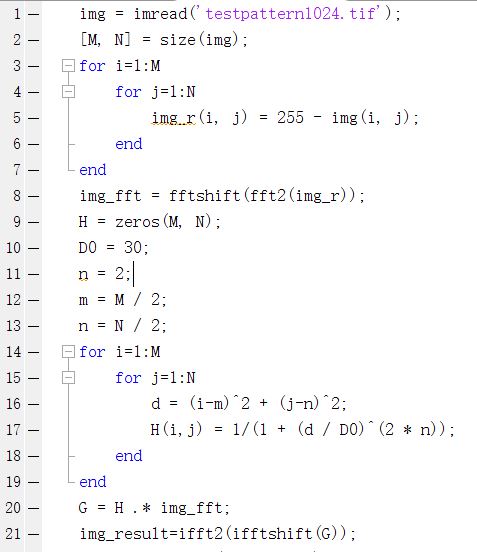 1 — img = imread('testpattern1024.tif');
2 — [M, N] = size(img);
3 — for i=1:M
4 — for j=1:N
5 — img_r(i, j) = 255 - img(i, j);
6 — end
7 — end
8 — img_fft = fftshift(fft2(img_r));
9 — H = zeros(M, N);
10 — D0 = 30;
11 — n = 2;
12 — m = M / 2;
13 — n = N / 2;
14 — for i=1:M
15 — for j=1:N
16 — d = (i-m)^2 + (j-n)^2;
17 — H(i,j) = 1/(1 + (d / D0)^(2 * n));
18 — end
19 — end
20 — G = H .* img_fft;
21 — img_result=ifft2(ifftshift(G));